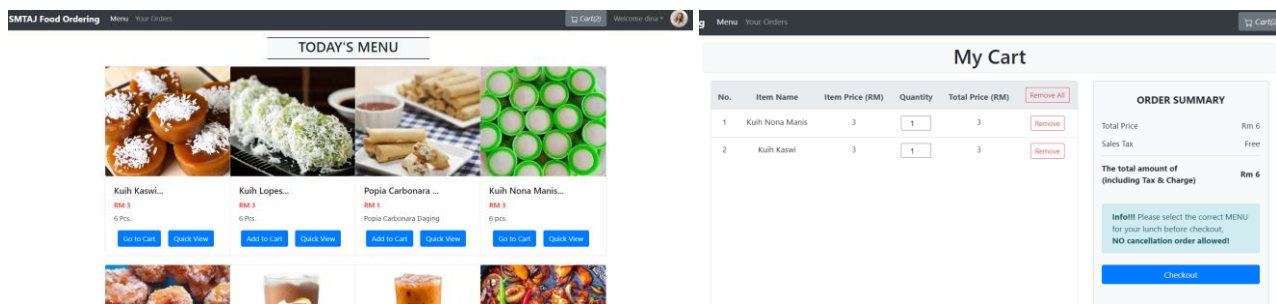 SMTAJ Food Ordering Menu Your Orders Cart(2) Welcome dina
TODAY'S MENU
Kuih Kaswi... Kuih Lopes... Popia Carbonara ... Kuih Nona Manis...
RM 3 RM 3 RM 1 RM 3
6 Pcs. 6 Pcs. Popia Carbonara Daging 6 pcs.
Go to Cart Quick View Add to Cart Quick View Add to Cart Quick View Go to Cart Quick View
g Menu Your Orders Cart(2
My Cart
No. Item Name Item Price (RM) Quantity Total Price (RM) Remove All
1 Kuih Nona Manis 3 1 3 Remove
2 Kuih Kaswi 3 1 3 Remove
ORDER SUMMARY
Total Price Rm 6
Sales Tax Free
The total amount of
(including Tax & Charge) Rm 6
Info!!! Please select the correct MENU
for your lunch before checkout,
NO cancellation order allowed!
Checkout